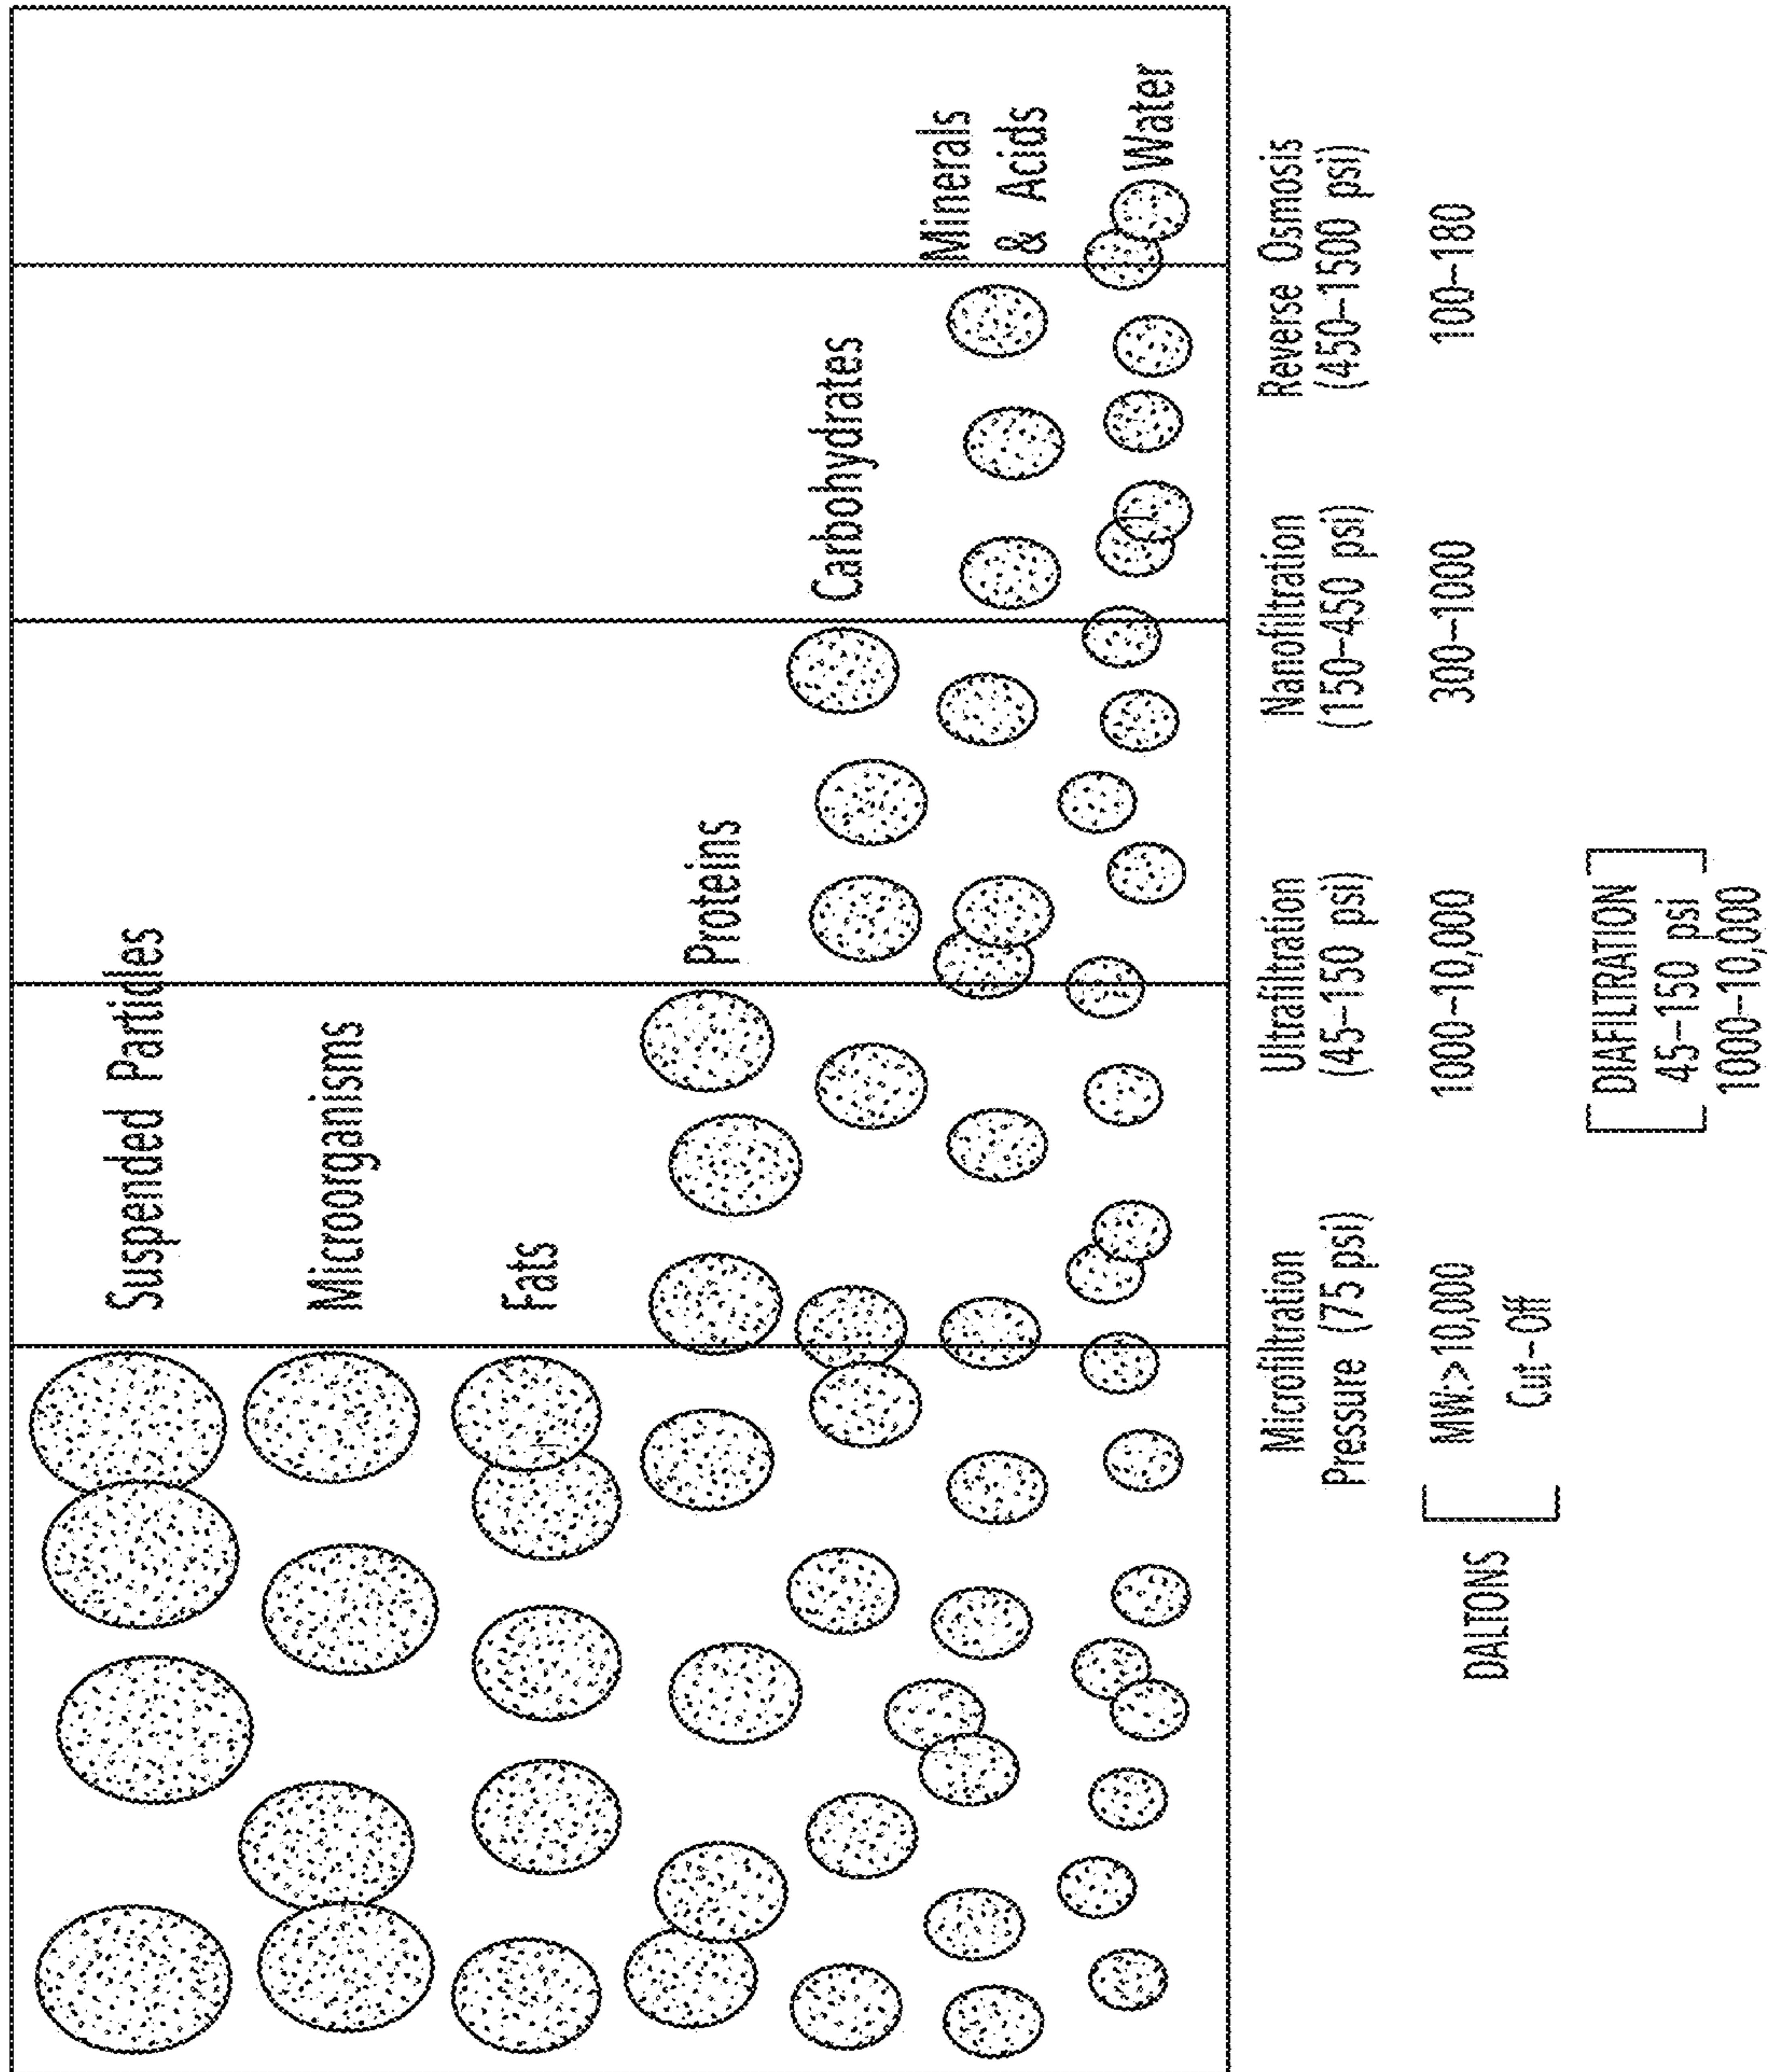 Suspended Particles
Microorganisms
Fats
Proteins
Carbohydrates
Minerals
& Acids
Water
Microfiltration
Pressure (75 psi)
Ultrafiltration
(45-150 psi)
Nanofiltration
(150-450 psi)
Reverse Osmosis
(450-1500 psi)
DALTONS
MW>10,000
Cut-Off
1000-10,000
300-1000
100-180
[DIAFILTRATION]
45-150 psi
1000-10,000